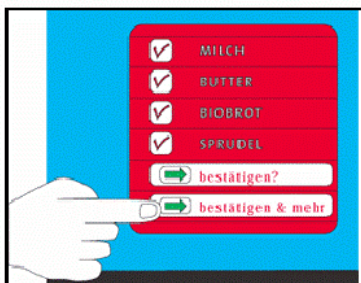 MILCH
BUTTER
BIOBROT
SPRUDEL
bestätigen?
bestätigen & mehr